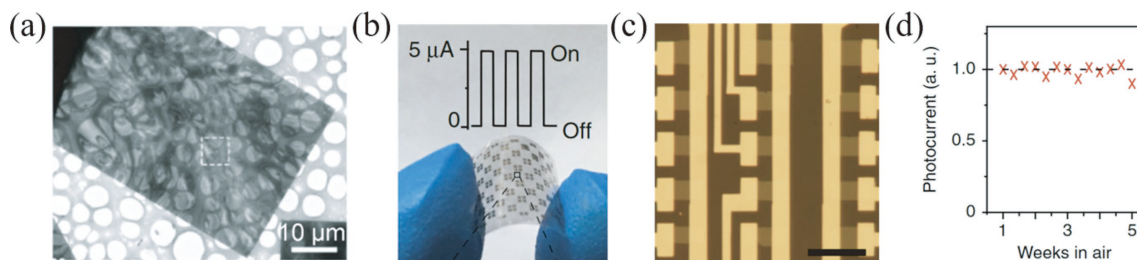 (a)
10 μm
(b)
5 μA
On
0
Off
(c)
(d)
Photocurrent (a. u.)
1.0
0.5
0
1 3 5
Weeks in air